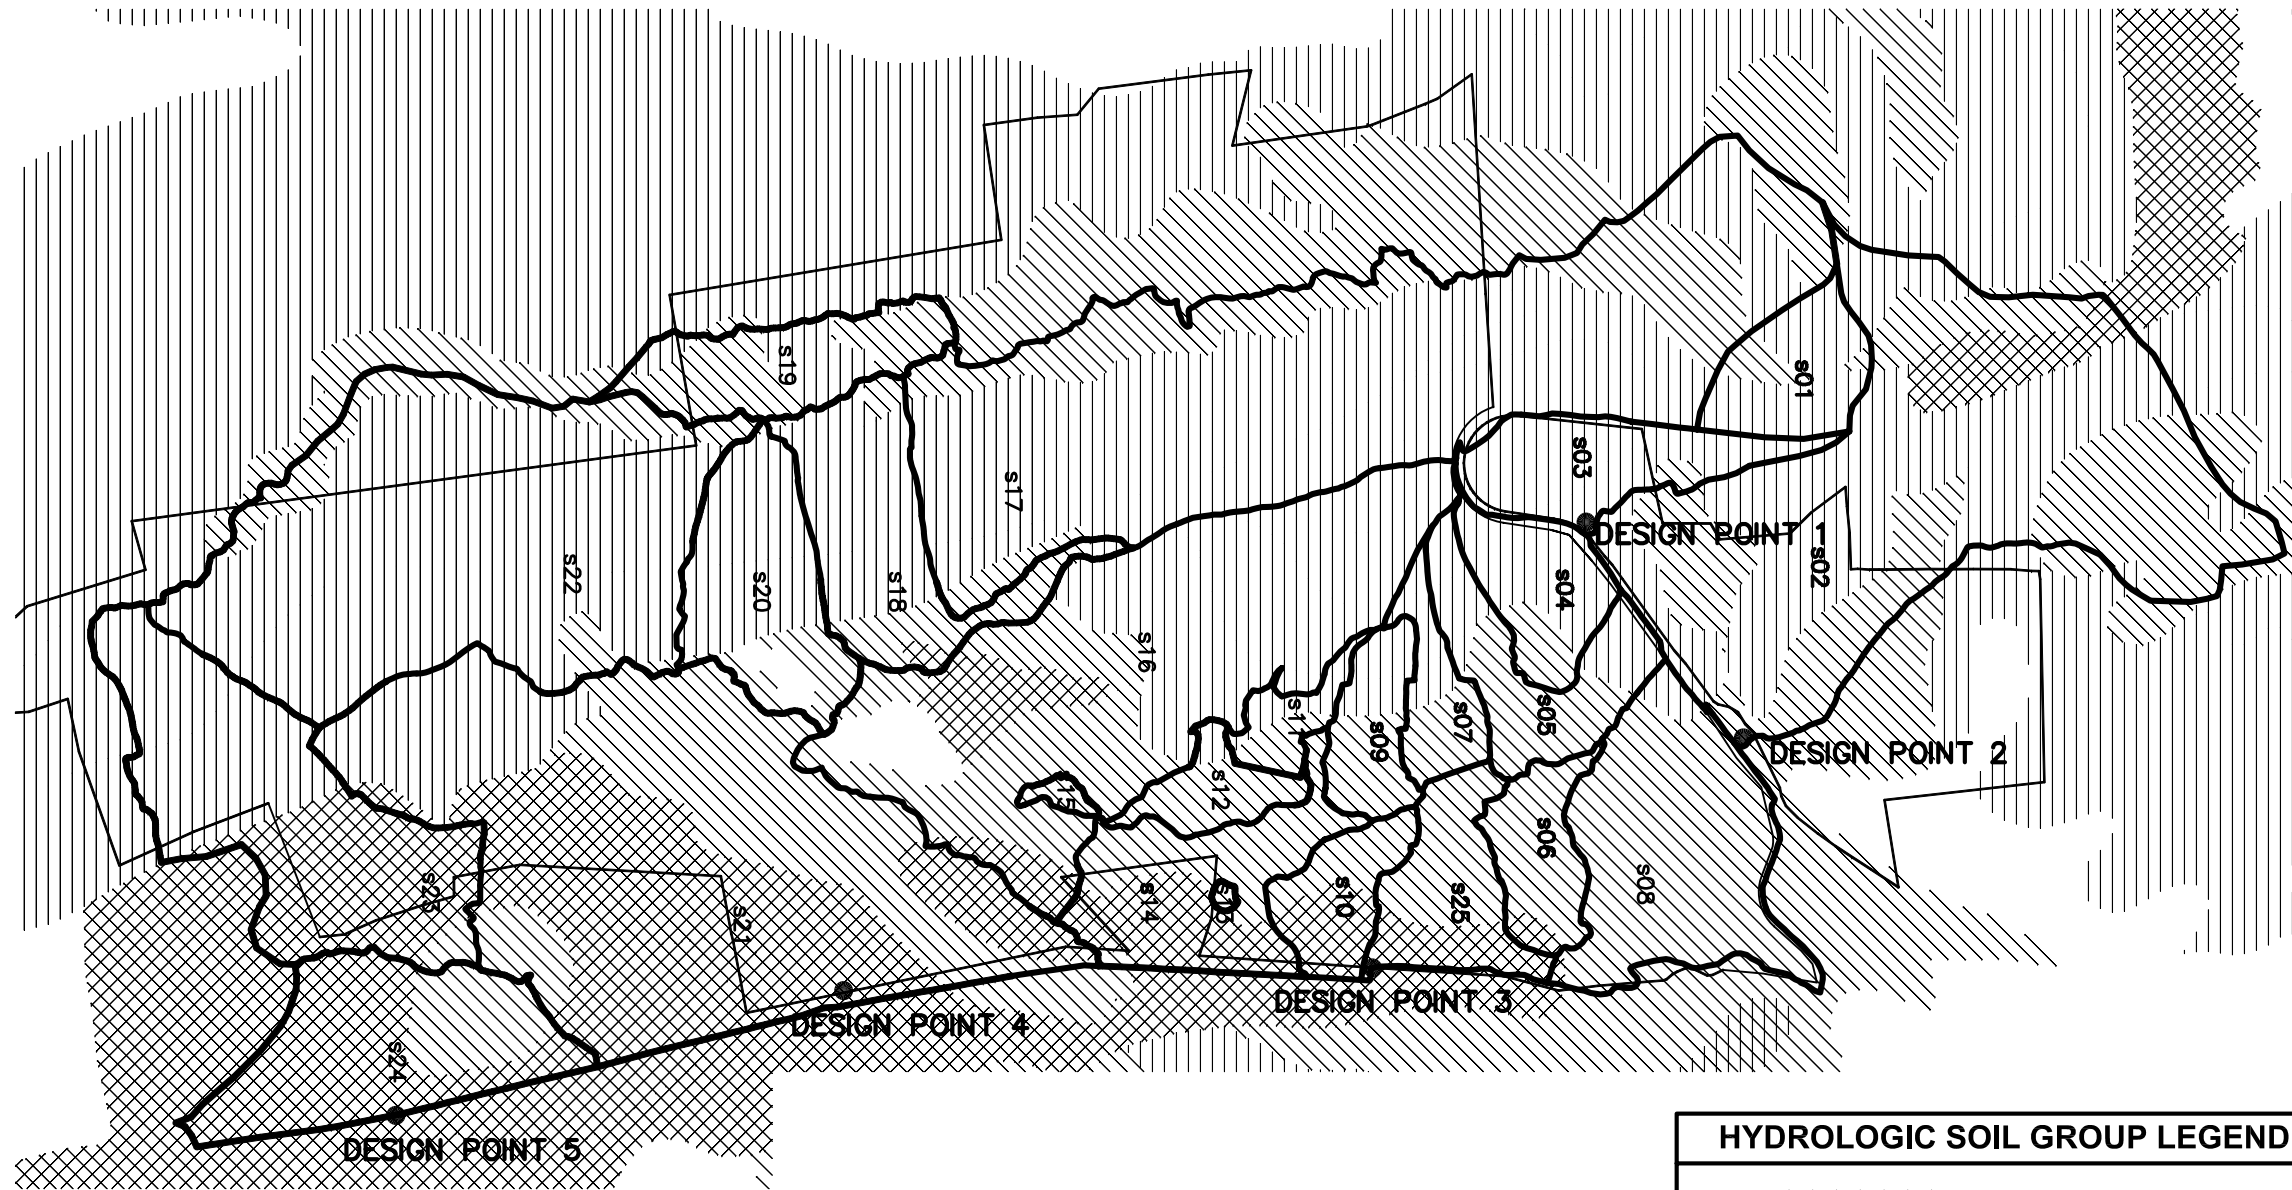 s19
s01
s03
s17
DESIGN POINT 1
s02
s22
s20
s18
s04
s16
s11
s09
s07
s05
DESIGN POINT 2
s15
s12
s06
s23
s21
s14
s10
s25
s08
DESIGN POINT 3
DESIGN POINT 4
s24
DESIGN POINT 5
HYDROLOGIC SOIL GROUP LEGEND